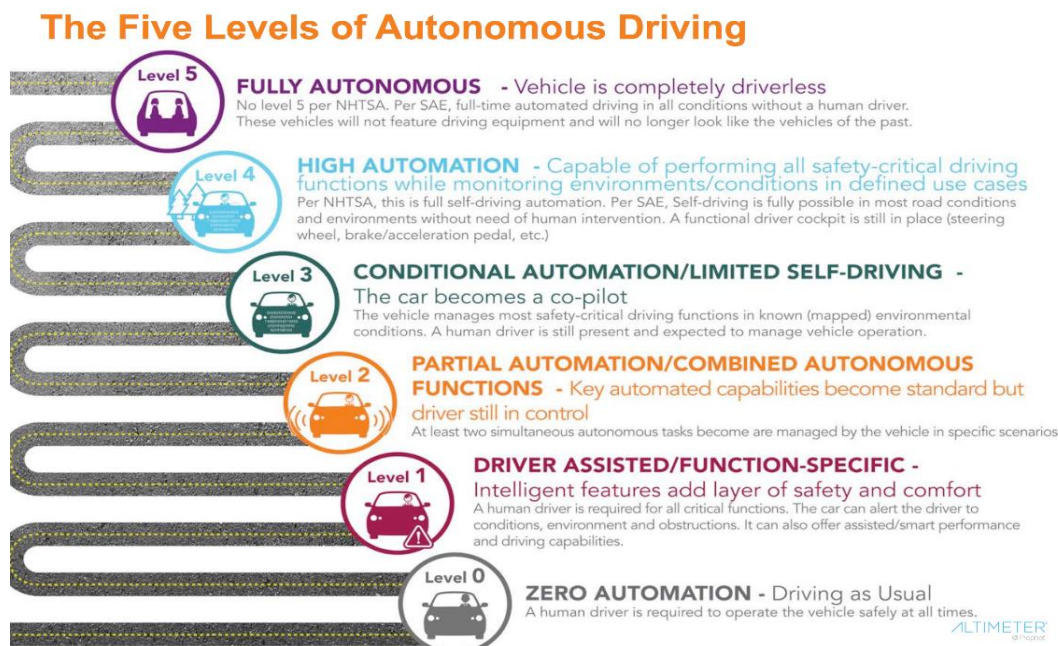 The Five Levels of Autonomous Driving
Level 5
FULLY AUTONOMOUS - Vehicle is completely driverless
No level 5 per NHTSA. Per SAE, full-time automated driving in all conditions without a human driver.
These vehicles will not feature driving equipment and will no longer look like the vehicles of the past.
Level 4
HIGH AUTOMATION - Capable of performing all safety-critical driving
functions while monitoring environments/conditions in defined use cases
Per NHTSA, this is full self-driving automation. Per SAE, Self-driving is fully possible in most road conditions
and environments without need of human intervention. A functional driver cockpit is still in place (steering
wheel, brake/acceleration pedal, etc.)
Level 3
CONDITIONAL AUTOMATION/LIMITED SELF-DRIVING -
The car becomes a co-pilot
The vehicle manages most safety-critical driving functions in known (mapped) environmental
conditions. A human driver is still present and expected to manage vehicle operation.
Level 2
PARTIAL AUTOMATION/COMBINED AUTONOMOUS
FUNCTIONS - Key automated capabilities become standard but
driver still in control
At least two simultaneous autonomous tasks become are managed by the vehicle in specific scenarios
Level 1
DRIVER ASSISTED/FUNCTION-SPECIFIC -
Intelligent features add layer of safety and comfort
A human driver is required for all critical functions. The car can alert the driver to
conditions, environment and obstructions. It can also offer assisted/smart performance
and driving capabilities.
Level 0
ZERO AUTOMATION - Driving as Usual
A human driver is required to operate the vehicle safely at all times.
ALTIMETER
@Prophet